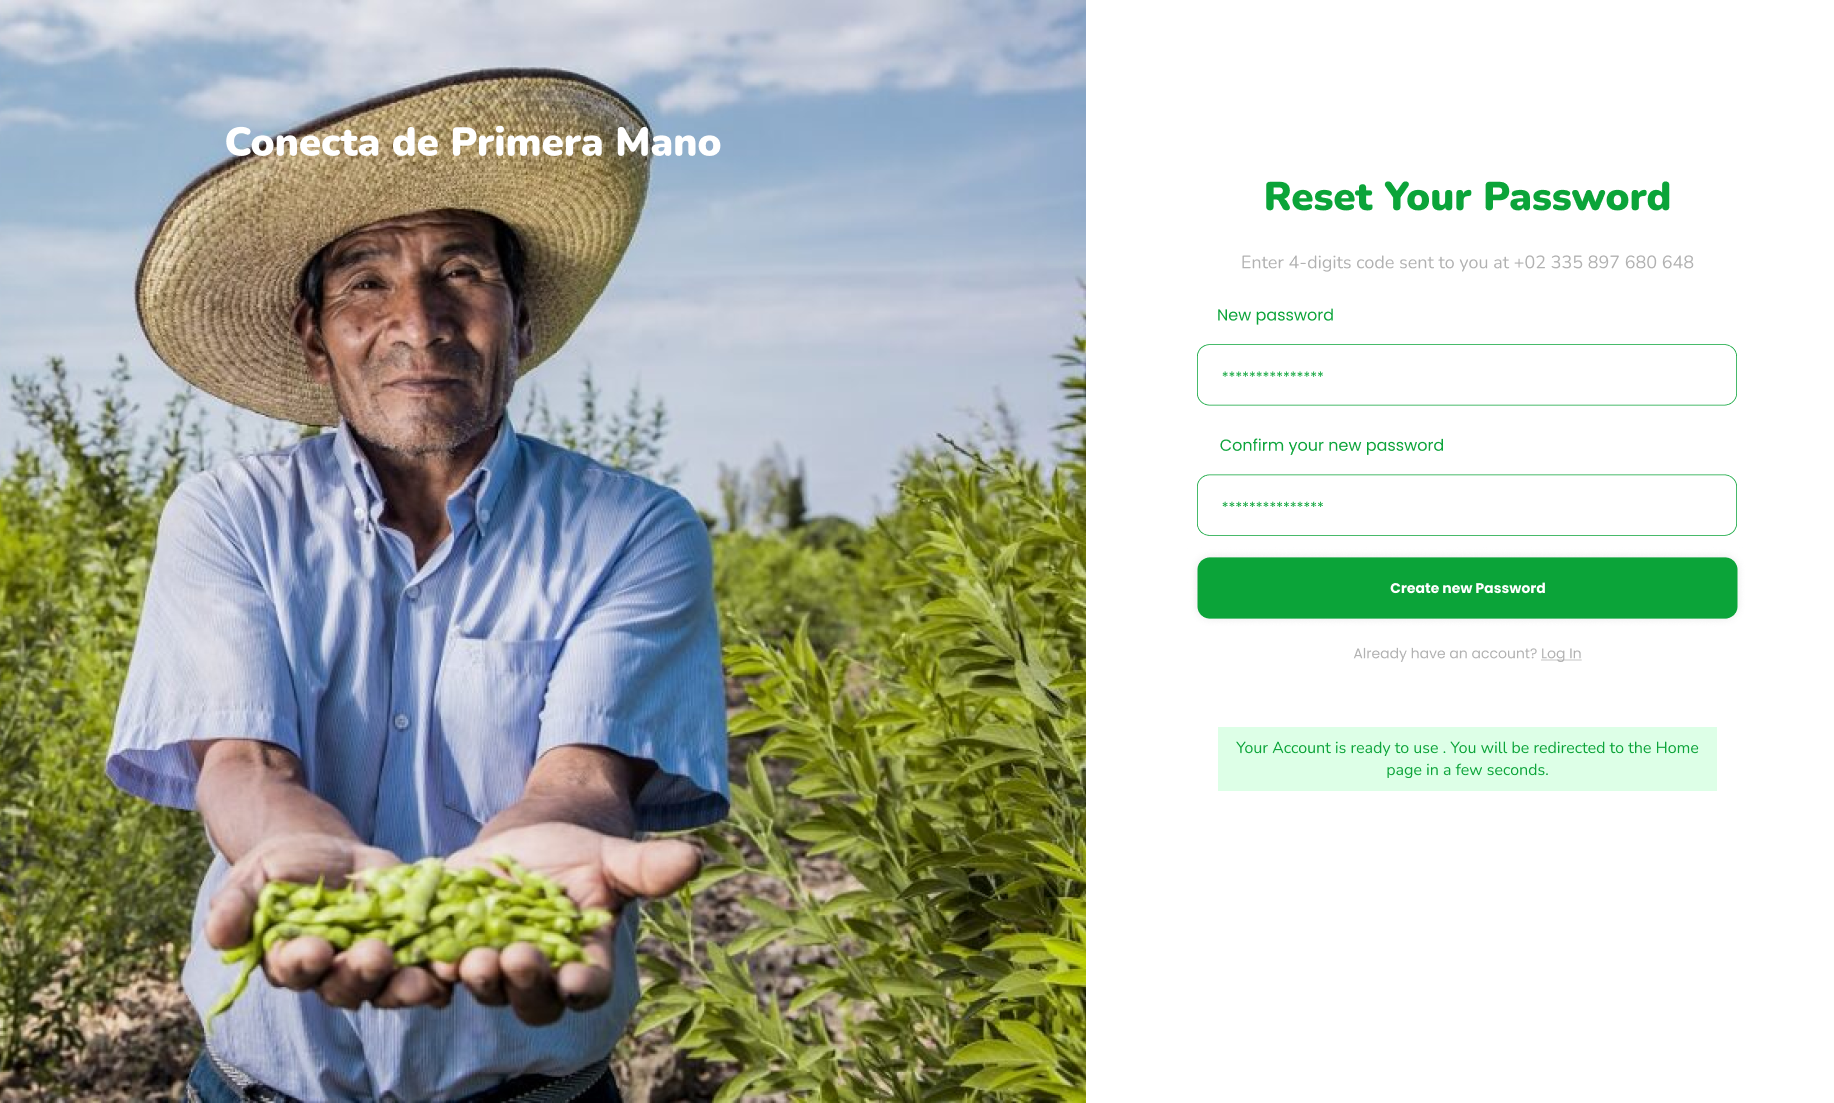 Conecta de Primera Mano
Reset Your Password
Enter 4-digits code sent to you at +02 335 897 680 648
New password
***************
Confirm your new password
***************
Create new Password
Already have an account? Log In
Your Account is ready to use . You will be redirected to the Home
page in a few seconds.